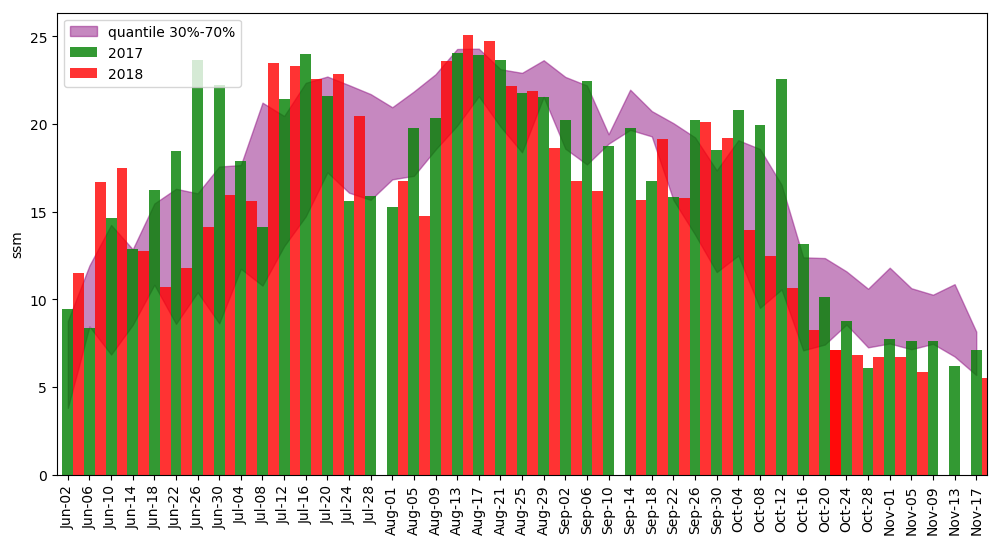 quantile 30%-70%
2017
2018
ssm
25
20
15
10
5
0
Jun-02
Jun-06
Jun-10
Jun-14
Jun-18
Jun-22
Jun-26
Jun-30
Jul-04
Jul-08
Jul-12
Jul-16
Jul-20
Jul-24
Jul-28
Aug-01
Aug-05
Aug-09
Aug-13
Aug-17
Aug-21
Aug-25
Aug-29
Sep-02
Sep-06
Sep-10
Sep-14
Sep-18
Sep-22
Sep-26
Sep-30
Oct-04
Oct-08
Oct-12
Oct-16
Oct-20
Oct-24
Oct-28
Nov-01
Nov-05
Nov-09
Nov-13
Nov-17